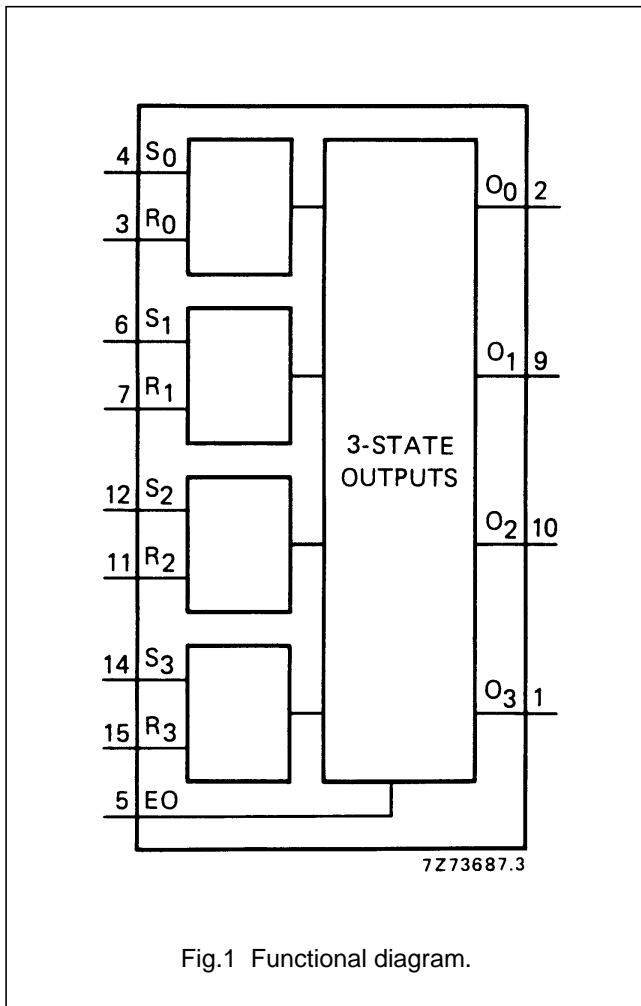 4 S0
3 R0
O0 2
6 S1
7 R1
O1 9
3-STATE
OUTPUTS
12 S2
11 R2
O2 10
14 S3
15 R3
O3 1
5 EO
7Z73687.3
Fig.1 Functional diagram.